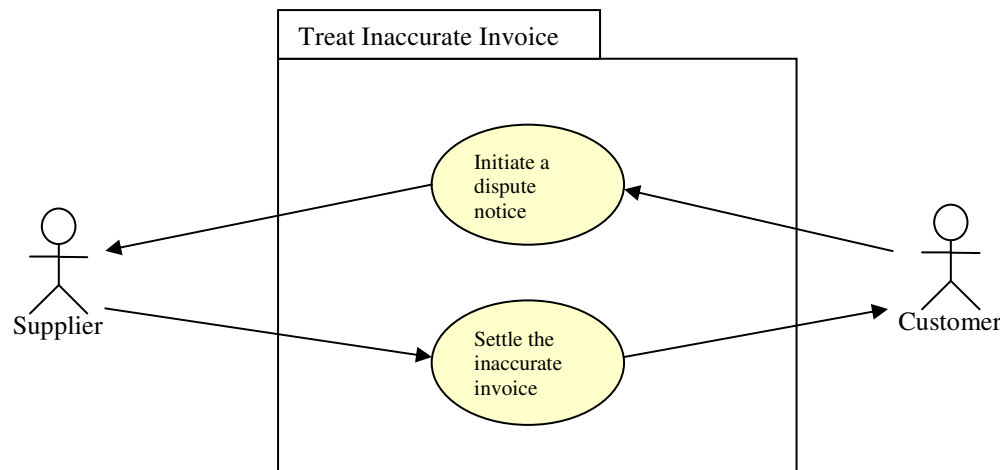 Treat Inaccurate Invoice
Initiate a
dispute
notice
Supplier
Customer
Settle the
inaccurate
invoice